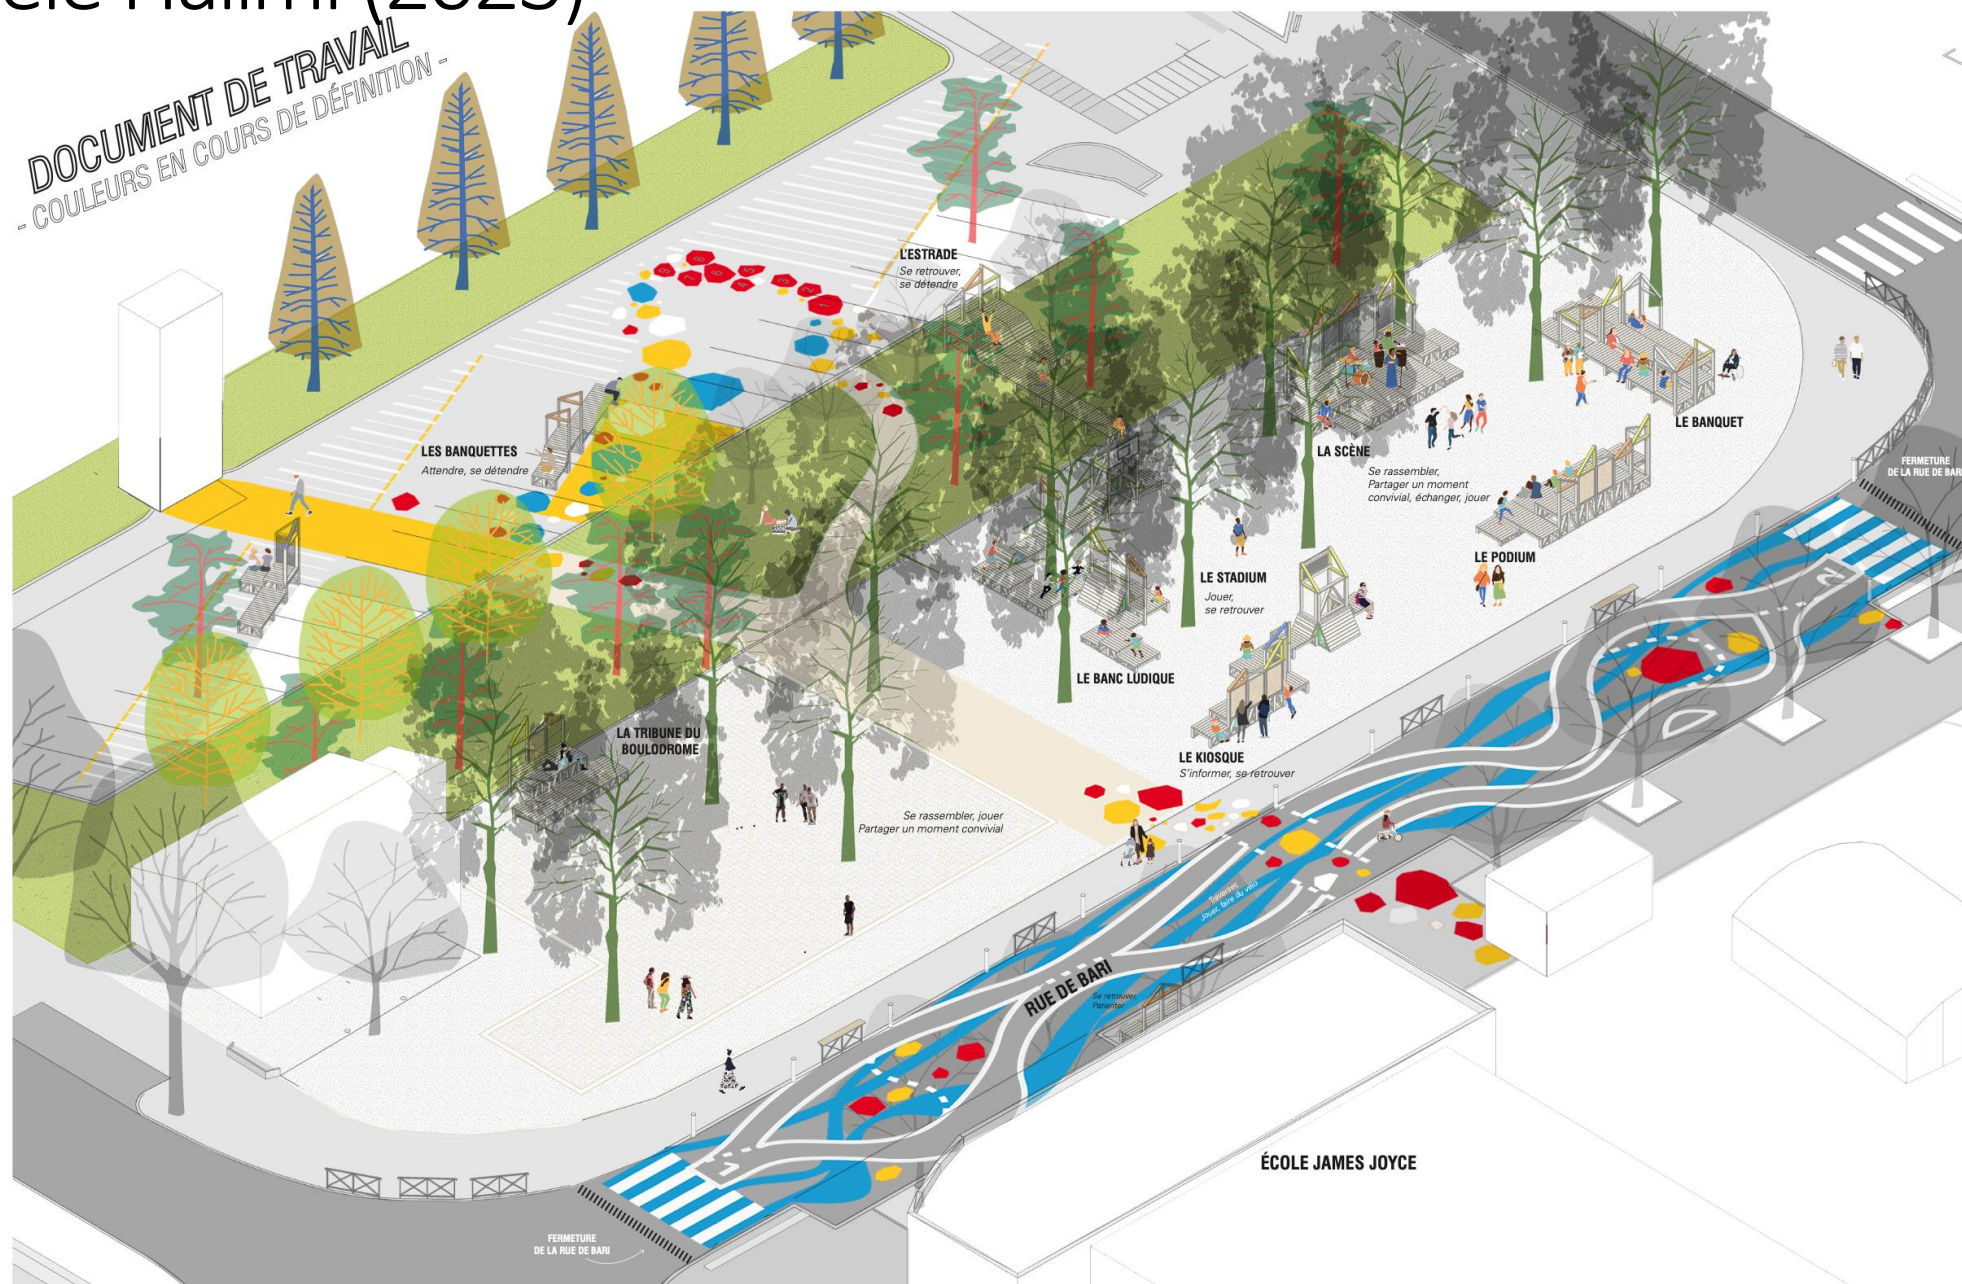 Halimi (2023)
DOCUMENT DE TRAVAIL
- COULEURS EN COURS DE DÉFINITION -
L'ESTRADE
Se retrouver,
se détendre
LES BANQUETTES
Attendre, se détendre
LA SCÈNE
Se rassembler,
Partager un moment
convivial, échanger, jouer
LE BANQUET
FERMETURE
DE LA RUE DE BARI
LE PODIUM
LE STADIUM
Jouer,
se retrouver
LE BANC LUDIQUE
LA TRIBUNE DU
BOULODROME
LE KIOSQUE
S'informer, se retrouver
Se rassembler, jouer
Partager un moment convivial
Traverser,
Jouer, faire du vélo
RUE DE BARI
Se retrouver,
Patienter
ÉCOLE JAMES JOYCE
FERMETURE
DE LA RUE DE BARI